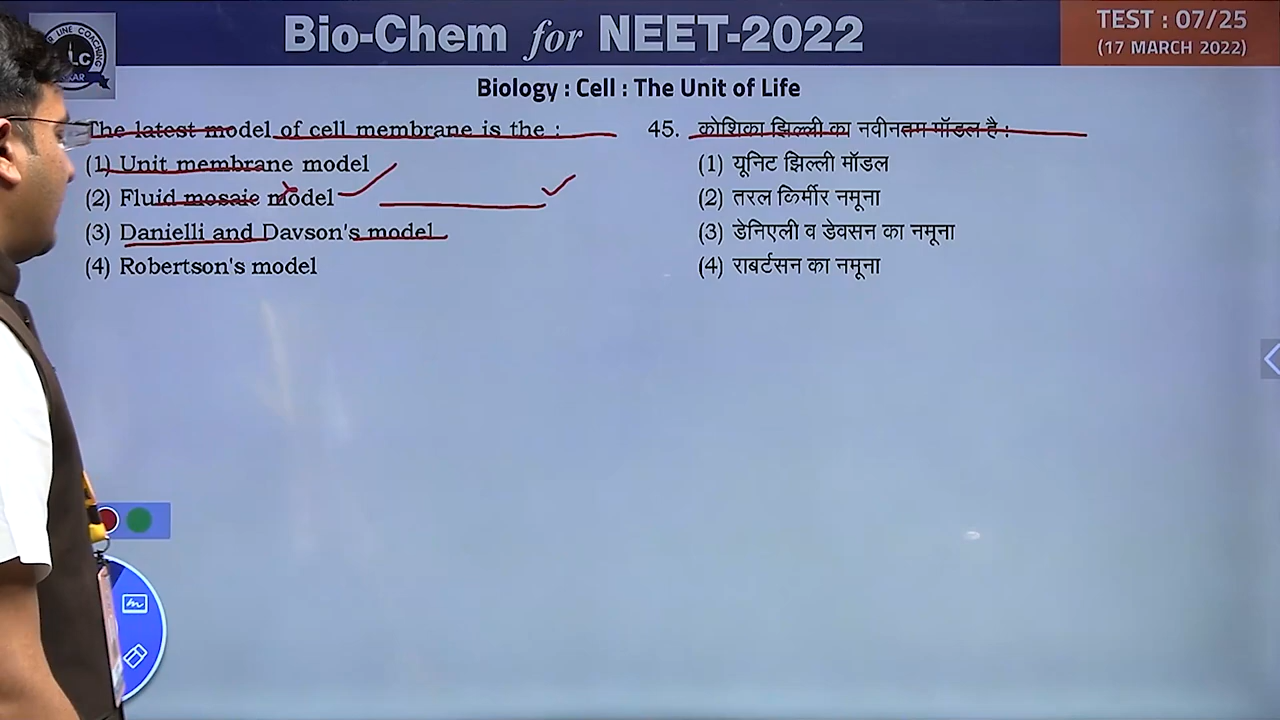 Bio-Chem for NEET-2022
TEST : 07/25
(17 MARCH 2022)
LINE COACHING
Biology : Cell : The Unit of Life
The latest model of cell membrane is the :
(1) Unit membrane model
(2) Fluid mosaic model
(3) Danielli and Davson's model
(4) Robertson's model
45. कोशिका झिल्ली का नवीनतम मॉडल है :
(1) यूनिट झिल्ली मॉडल
(2) तरल किर्मीर नमूना
(3) डेनिएली व डेवसन का नमूना
(4) राबर्टसन का नमूना